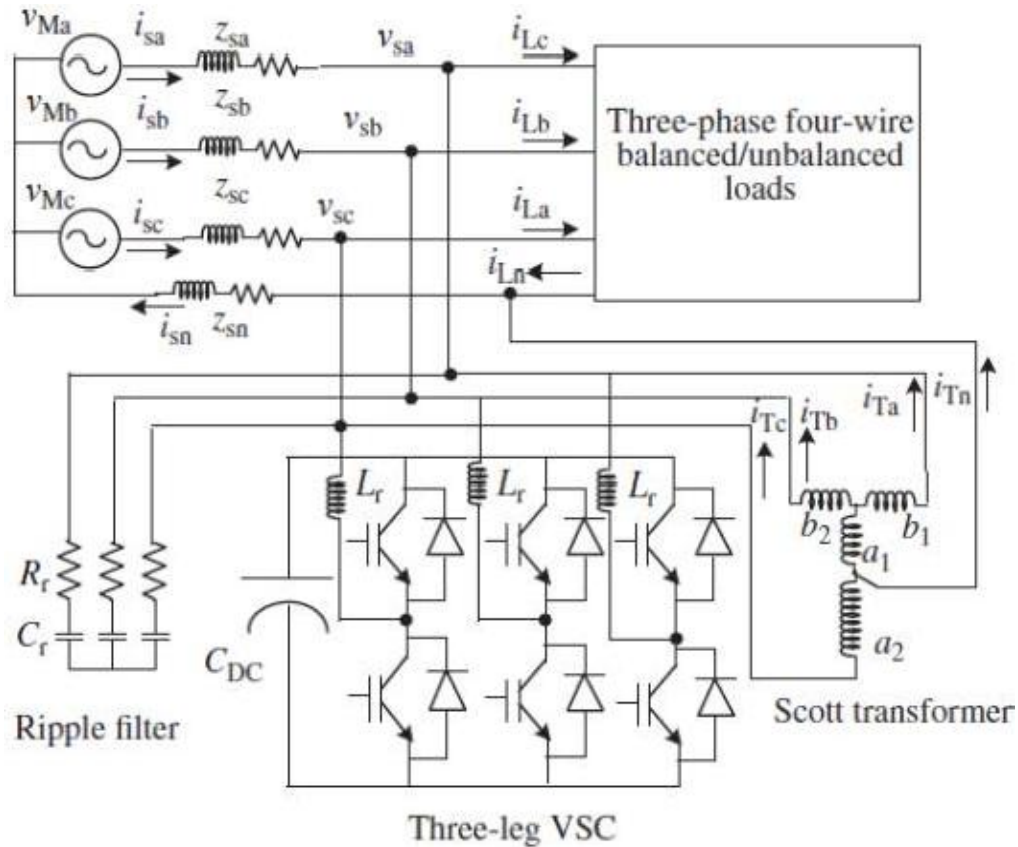 vMa
isa
zsa
vsa
iLc
vMb
isb
zsb
vsb
iLb
Three-phase four-wire
balanced/unbalanced
loads
vMc
isc
zsc
vsc
iLa
iLn
isn
zsn
iTc
iTb
iTa
iTn
Lr
Lr
Lr
b2
b1
a1
a2
Rr
Cr
CDC
Ripple filter
Scott transformer
Three-leg VSC